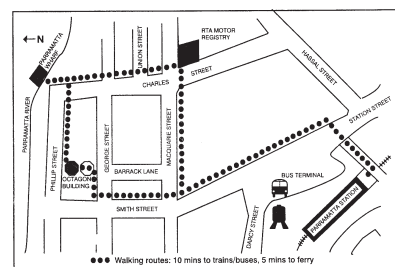 N
PARRAMATTA
WHARF
UNION STREET
RTA MOTOR
REGISTRY
HASSAL STREET
CHARLES
STREET
STATION STREET
PARRAMATTA RIVER
PHILLIP STREET
GEORGE STREET
MACQUARIE STREET
BARRACK LANE
OCTAGON
BUILDING
BUS TERMINAL
SMITH STREET
DARCY STREET
PARRAMATTA STATION
Walking routes: 10 mins to trains/buses, 5 mins to ferry